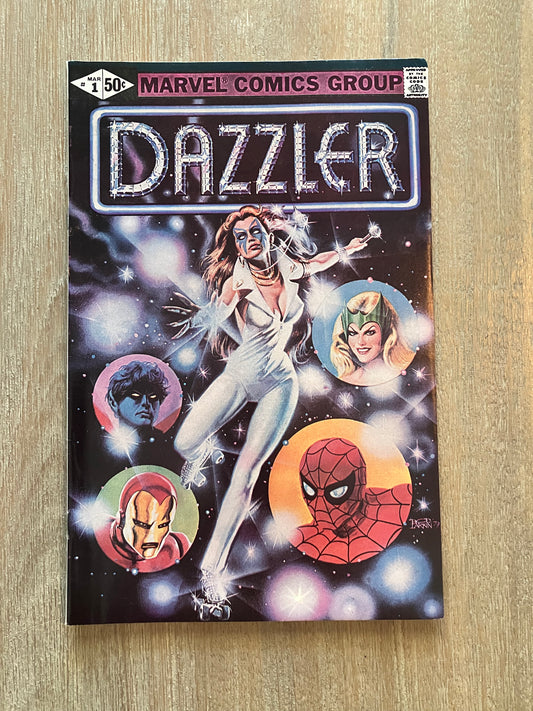 MAR
# 1 50¢
MARVEL® COMICS GROUP
APPROVED
BY THE
COMICS
CODE
AUTHORITY
DAZZLER